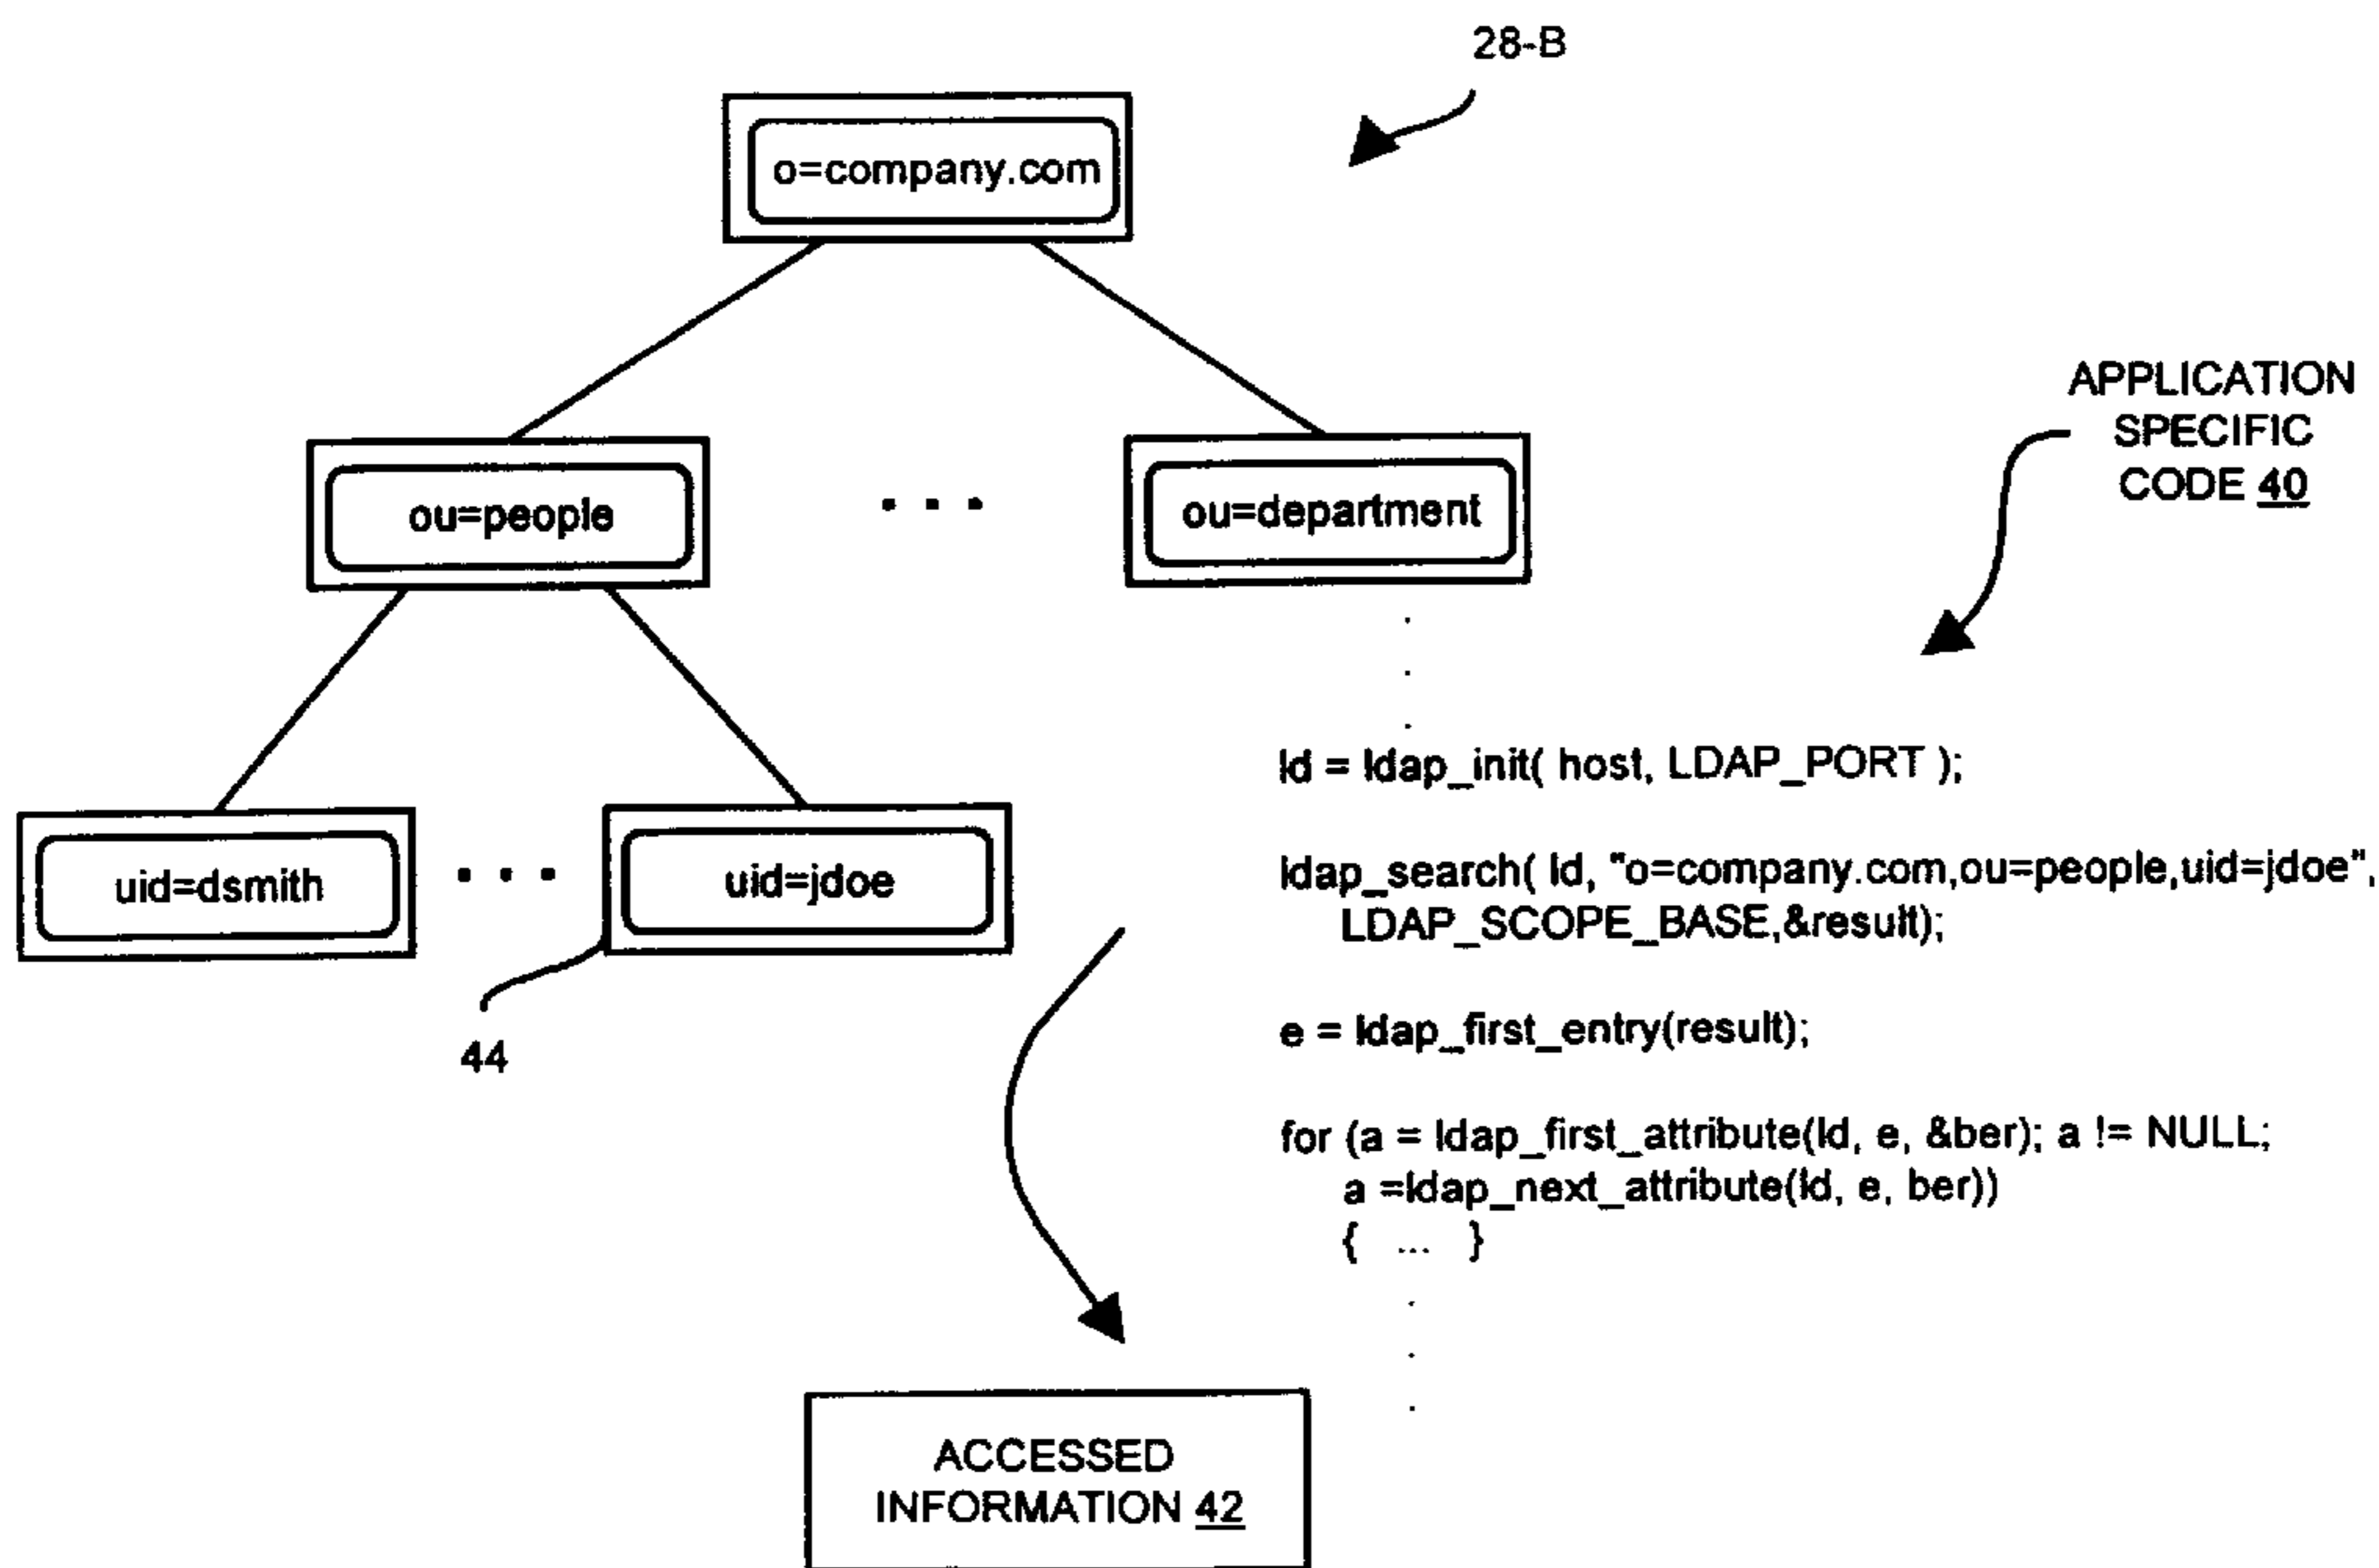 28-B
o=company.com
APPLICATION
SPECIFIC
CODE 40
ou=people
. . .
ou=department
ld = ldap_init( host, LDAP_PORT );
uid=dsmith
. . .
uid=jdoe
44
ldap_search( ld, "o=company.com,ou=people,uid=jdoe",
LDAP_SCOPE_BASE,&result);
e = ldap_first_entry(result);
for (a = ldap_first_attribute(ld, e, &ber); a != NULL;
a =ldap_next_attribute(ld, e, ber))
{ ... }
ACCESSED
INFORMATION 42